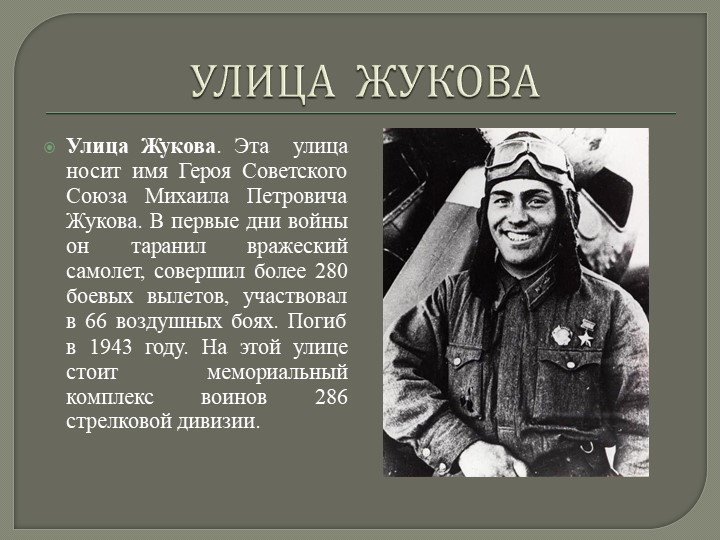 УЛИЦА ЖУКОВА
Улица Жукова. Эта улица
носит имя Героя Советского
Союза Михаила Петровича
Жукова. В первые дни войны
он таранил вражеский
самолет, совершил более 280
боевых вылетов, участвовал
в 66 воздушных боях. Погиб
в 1943 году. На этой улице
стоит мемориальный
комплекс воинов 286
стрелковой дивизии.